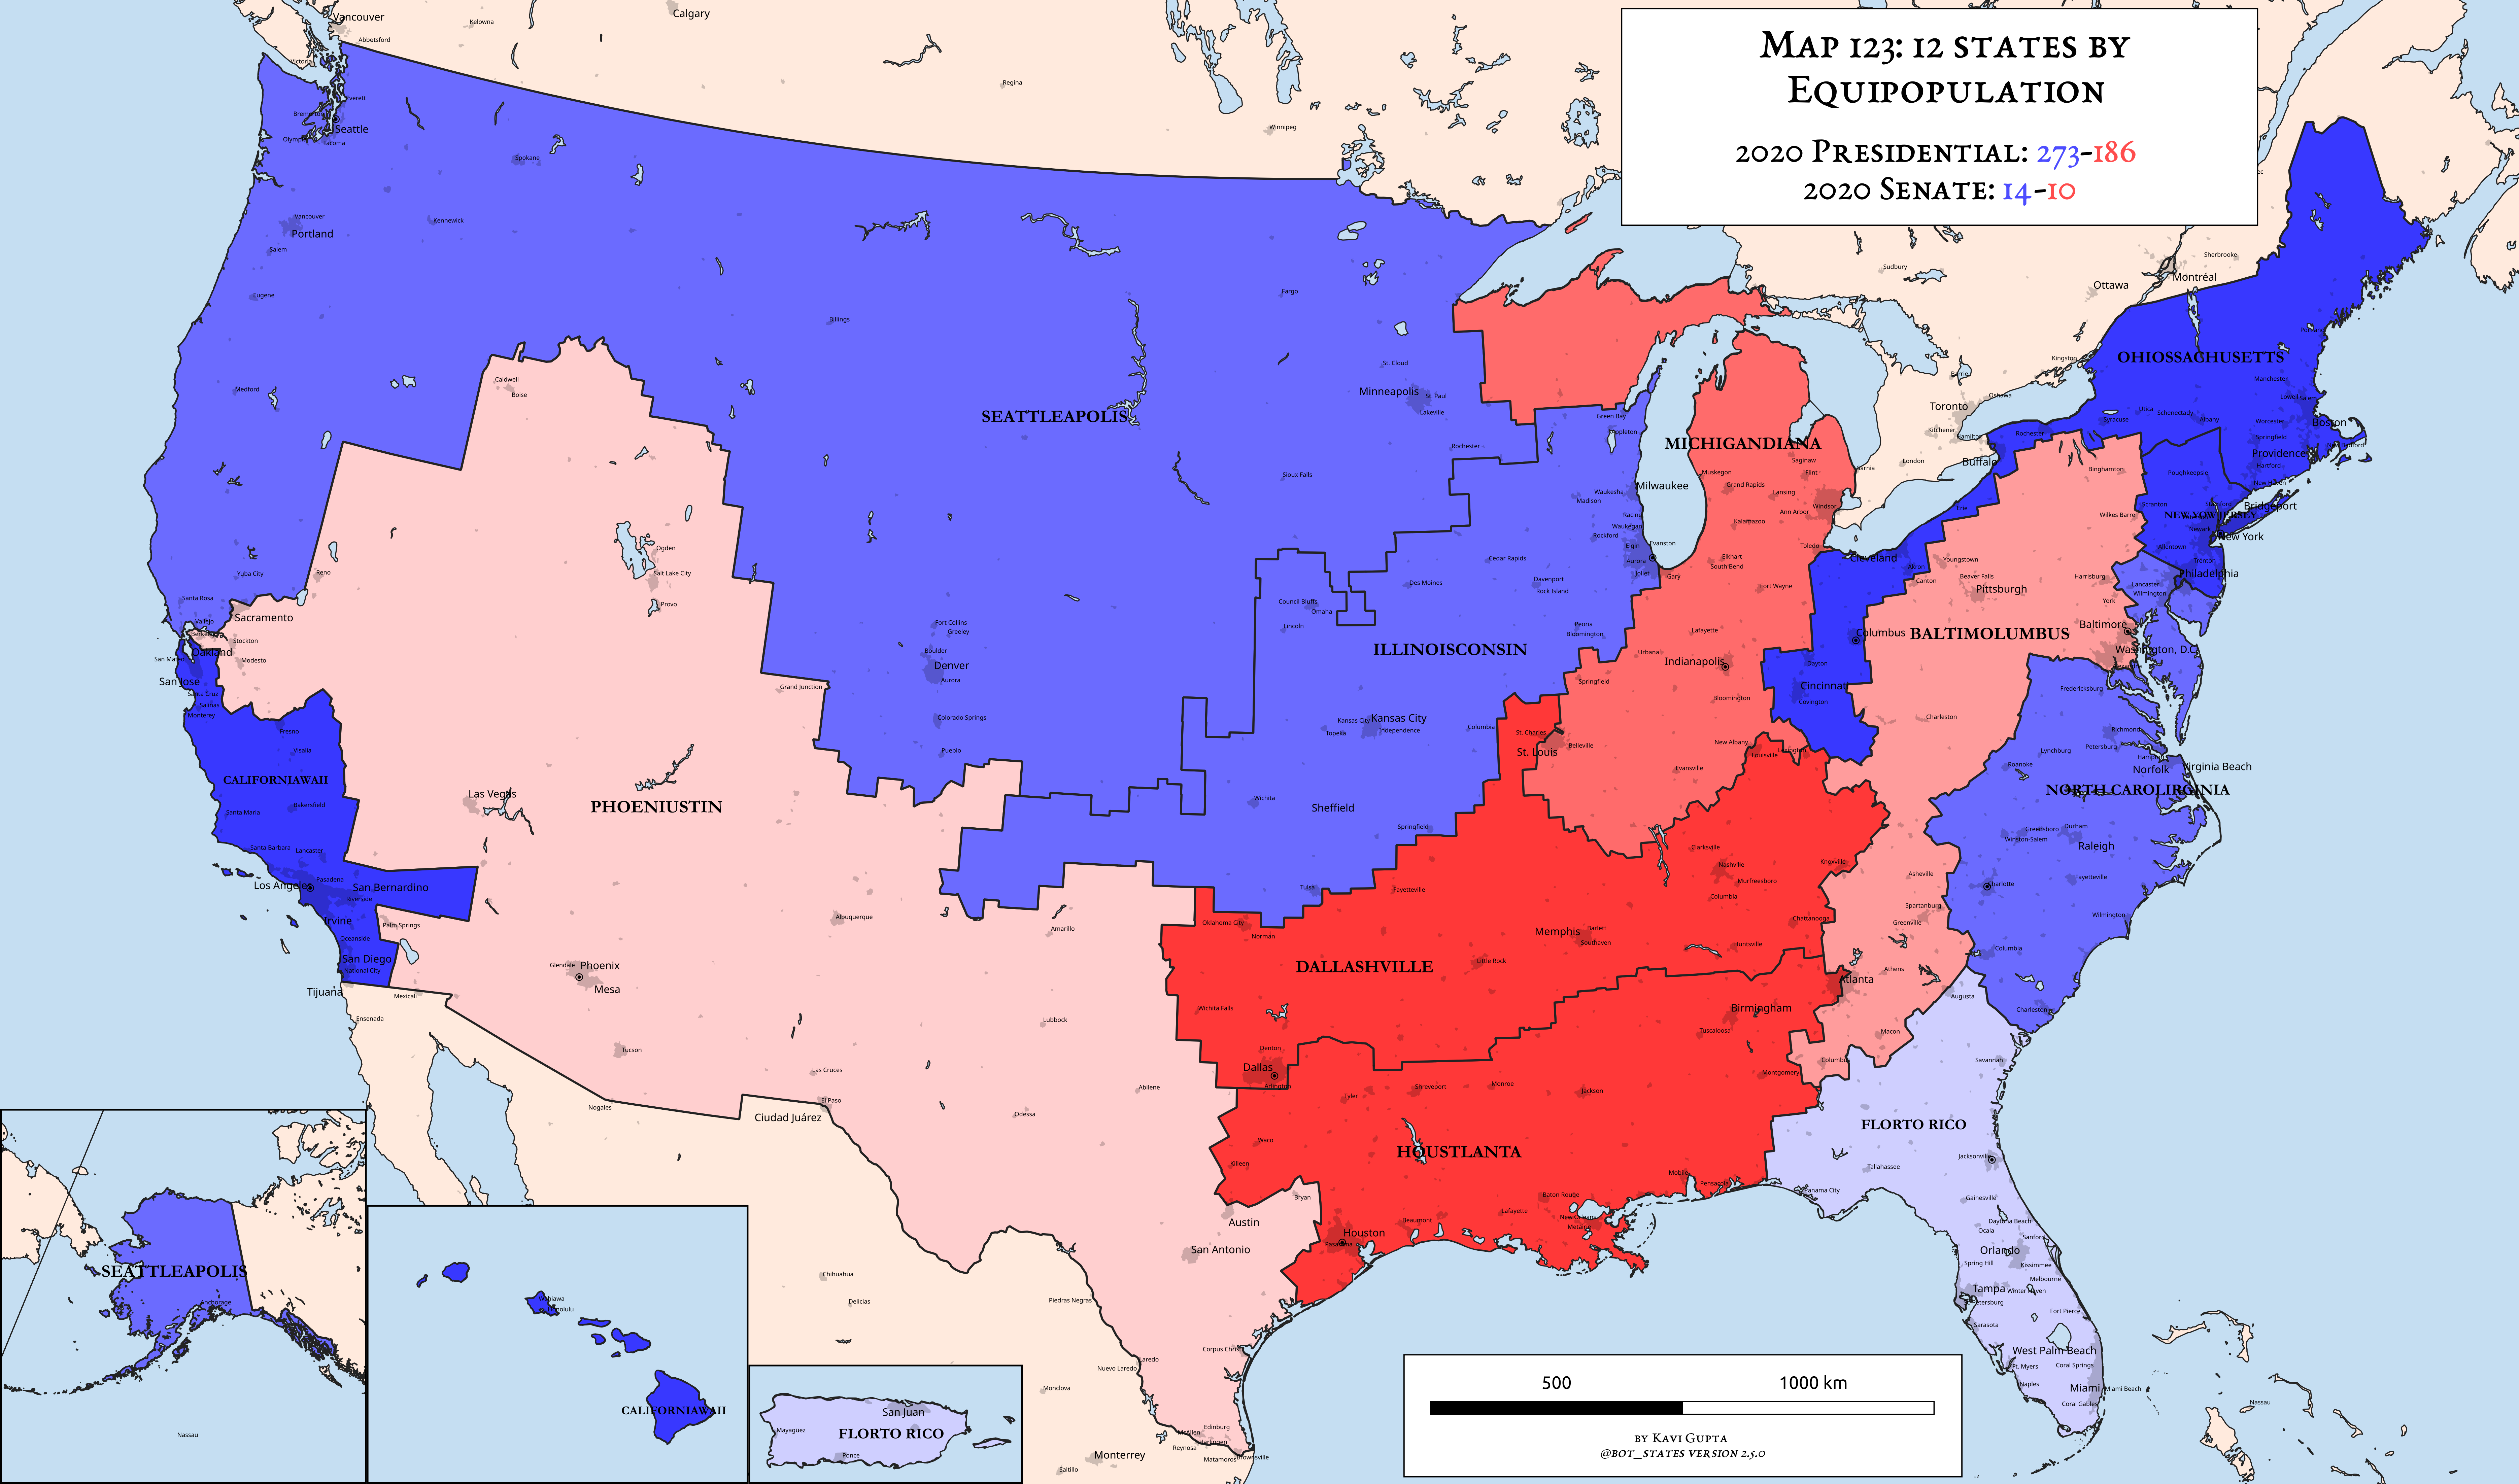 Map 123: 12 states by
Equipopulation
2020 Presidential: 273-186
2020 Senate: 14-10
Vancouver
Kelowna
Calgary
Abbotsford
Victoria
Regina
Winnipeg
Everett
Seattle
Olympia
Tacoma
Spokane
Vancouver
Portland
Kennewick
Salem
Eugene
Medford
Caldwell
Boise
Billings
Fargo
St. Cloud
Minneapolis
St. Paul
Lakeville
Rochester
Sioux Falls
SEATTLEAPOLIS
Sudbury
Ottawa
Montréal
Sherbrooke
Kingston
Barrie
Oshawa
Toronto
Kitchener
Hamilton
London
Sarnia
Windsor
OHIOSSACHUSETTS
Portland
Manchester
Lowell
Utica
Schenectady
Albany
Syracuse
Rochester
Buffalo
Worcester
Boston
Springfield
New Bedford
Providence
Hartford
New Haven
Bridgeport
Stamford
Poughkeepsie
NEW YOW JERSEY
Newark
New York
Allentown
Trenton
Philadelphia
Scranton
Wilkes Barre
Binghamton
Erie
Cleveland
Akron
Canton
Youngstown
Beaver Falls
Pittsburgh
Harrisburg
Lancaster
York
Wilmington
Baltimore
Washington, D.C.
Columbus
BALTIMOLUMBUS
Dayton
Cincinnati
Covington
Charleston
Fredericksburg
Richmond
Petersburg
Lynchburg
Roanoke
Norfolk
Virginia Beach
NORTH CAROLIRGINIA
Greensboro
Durham
Winston-Salem
Raleigh
Fayetteville
Charlotte
Wilmington
Columbia
Charleston
Asheville
Spartanburg
Greenville
Athens
Atlanta
Augusta
Macon
Columbus
Savannah
MICHIGANDIANA
Green Bay
Appleton
Saginaw
Flint
Muskegon
Grand Rapids
Lansing
Ann Arbor
Kalamazoo
Toledo
Elkhart
South Bend
Gary
Fort Wayne
Lafayette
Urbana
Indianapolis
Springfield
Bloomington
New Albany
Louisville
Lexington
Evansville
Belleville
St. Charles
St. Louis
Milwaukee
Waukesha
Madison
Racine
Waukegan
Rockford
Evanston
Elgin
Aurora
Joliet
Cedar Rapids
Des Moines
Davenport
Rock Island
Council Bluffs
Omaha
Lincoln
Peoria
Bloomington
ILLINOISCONSIN
Kansas City
Kansas City
Independence
Topeka
Columbia
Wichita
Sheffield
Springfield
Tulsa
Fort Collins
Greeley
Boulder
Denver
Aurora
Colorado Springs
Pueblo
Grand Junction
Ogden
Salt Lake City
Provo
Reno
Yuba City
Santa Rosa
Vallejo
Sacramento
Stockton
Oakland
Modesto
San Mateo
San Jose
Santa Cruz
Salinas
Monterey
Fresno
Visalia
CALIFORNIAWAII
Bakersfield
Santa Maria
Santa Barbara
Lancaster
Pasadena
Los Angeles
San Bernardino
Riverside
Irvine
Palm Springs
Oceanside
San Diego
National City
Tijuana
Mexicali
Ensenada
Las Vegas
PHOENIUSTIN
Albuquerque
Glendale
Phoenix
Mesa
Tucson
Nogales
Las Cruces
El Paso
Ciudad Juárez
Amarillo
Lubbock
Abilene
Odessa
Oklahoma City
Norman
Wichita Falls
Denton
Dallas
Arlington
DALLASHVILLE
Fayetteville
Little Rock
Memphis
Barlett
Southaven
Clarksville
Nashville
Murfreesboro
Columbia
Knoxville
Chattanooga
Huntsville
Birmingham
Tuscaloosa
Montgomery
Tyler
Shreveport
Monroe
Jackson
Waco
Killeen
HOUSTLANTA
Mobile
Pensacola
Bryan
Austin
San Antonio
Houston
Pasadena
Beaumont
Lafayette
Baton Rouge
New Orleans
Metairie
Corpus Christi
Laredo
Nuevo Laredo
Piedras Negras
Edinburg
McAllen
Harlingen
Reynosa
Matamoros
Brownsville
Monterrey
Saltillo
Monclova
Chihuahua
Delicias
FLORTO RICO
Jacksonville
Tallahassee
Panama City
Gainesville
Daytona Beach
Ocala
Sanford
Orlando
Spring Hill
Kissimmee
Melbourne
Tampa
Winter Haven
St. Petersburg
Fort Pierce
Sarasota
West Palm Beach
Ft. Myers
Coral Springs
Naples
Miami
Miami Beach
Coral Gables
Nassau
SEATTLEAPOLIS
Anchorage
Nassau
Wahiawa
Honolulu
CALIFORNIAWAII
San Juan
Mayagüez
FLORTO RICO
Ponce
500
1000 km
by Kavi Gupta
@bot_states version 2.5.0